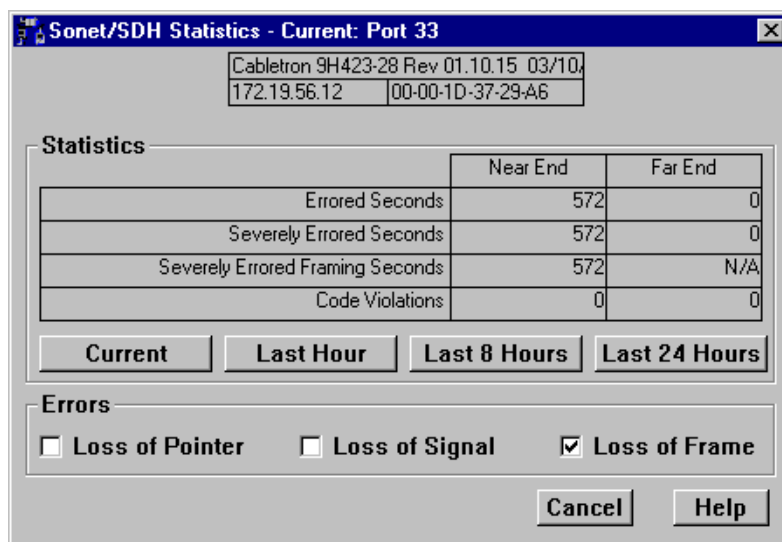 Sonet/SDH Statistics - Current: Port 33
Cabletron 9H423-28 Rev 01.10.15 03/10/
172.19.56.12 00-00-1D-37-29-A6
Statistics
Near End Far End
Errored Seconds 572 0
Severely Errored Seconds 572 0
Severely Errored Framing Seconds 572 N/A
Code Violations 0 0
Current Last Hour Last 8 Hours Last 24 Hours
Errors
Loss of Pointer Loss of Signal Loss of Frame
Cancel Help